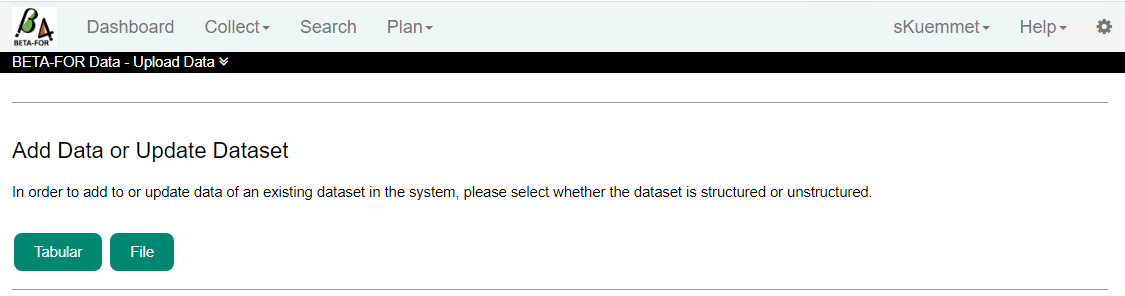 BA
BETA-FOR
Dashboard Collect Search Plan sKuemmet Help
BETA-FOR Data - Upload Data
Add Data or Update Dataset
In order to add to or update data of an existing dataset in the system, please select whether the dataset is structured or unstructured.
Tabular File